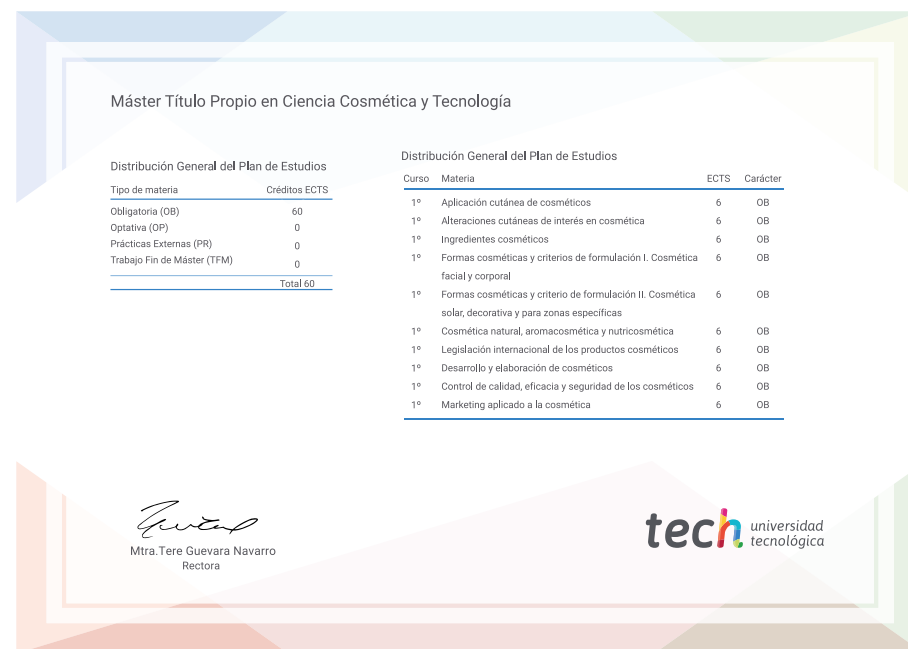 Máster Título Propio en Ciencia Cosmética y Tecnología
Distribución General del Plan de Estudios
Tipo de materia Créditos ECTS
Obligatoria (OB) 60
Optativa (OP) 0
Prácticas Externas (PR) 0
Trabajo Fin de Máster (TFM) 0
Total 60
Distribución General del Plan de Estudios
Curso Materia ECTS Carácter
1º Aplicación cutánea de cosméticos 6 OB
1º Alteraciones cutáneas de interés en cosmética 6 OB
1º Ingredientes cosméticos 6 OB
1º Formas cosméticas y criterios de formulación I. Cosmética 6 OB
facial y corporal
1º Formas cosméticas y criterio de formulación II. Cosmética 6 OB
solar, decorativa y para zonas específicas
1º Cosmética natural, aromacosmética y nutricosmética 6 OB
1º Legislación internacional de los productos cosméticos 6 OB
1º Desarrollo y elaboración de cosméticos 6 OB
1º Control de calidad, eficacia y seguridad de los cosméticos 6 OB
1º Marketing aplicado a la cosmética 6 OB
Mtra.Tere Guevara Navarro
Rectora
tech universidad
tecnológica